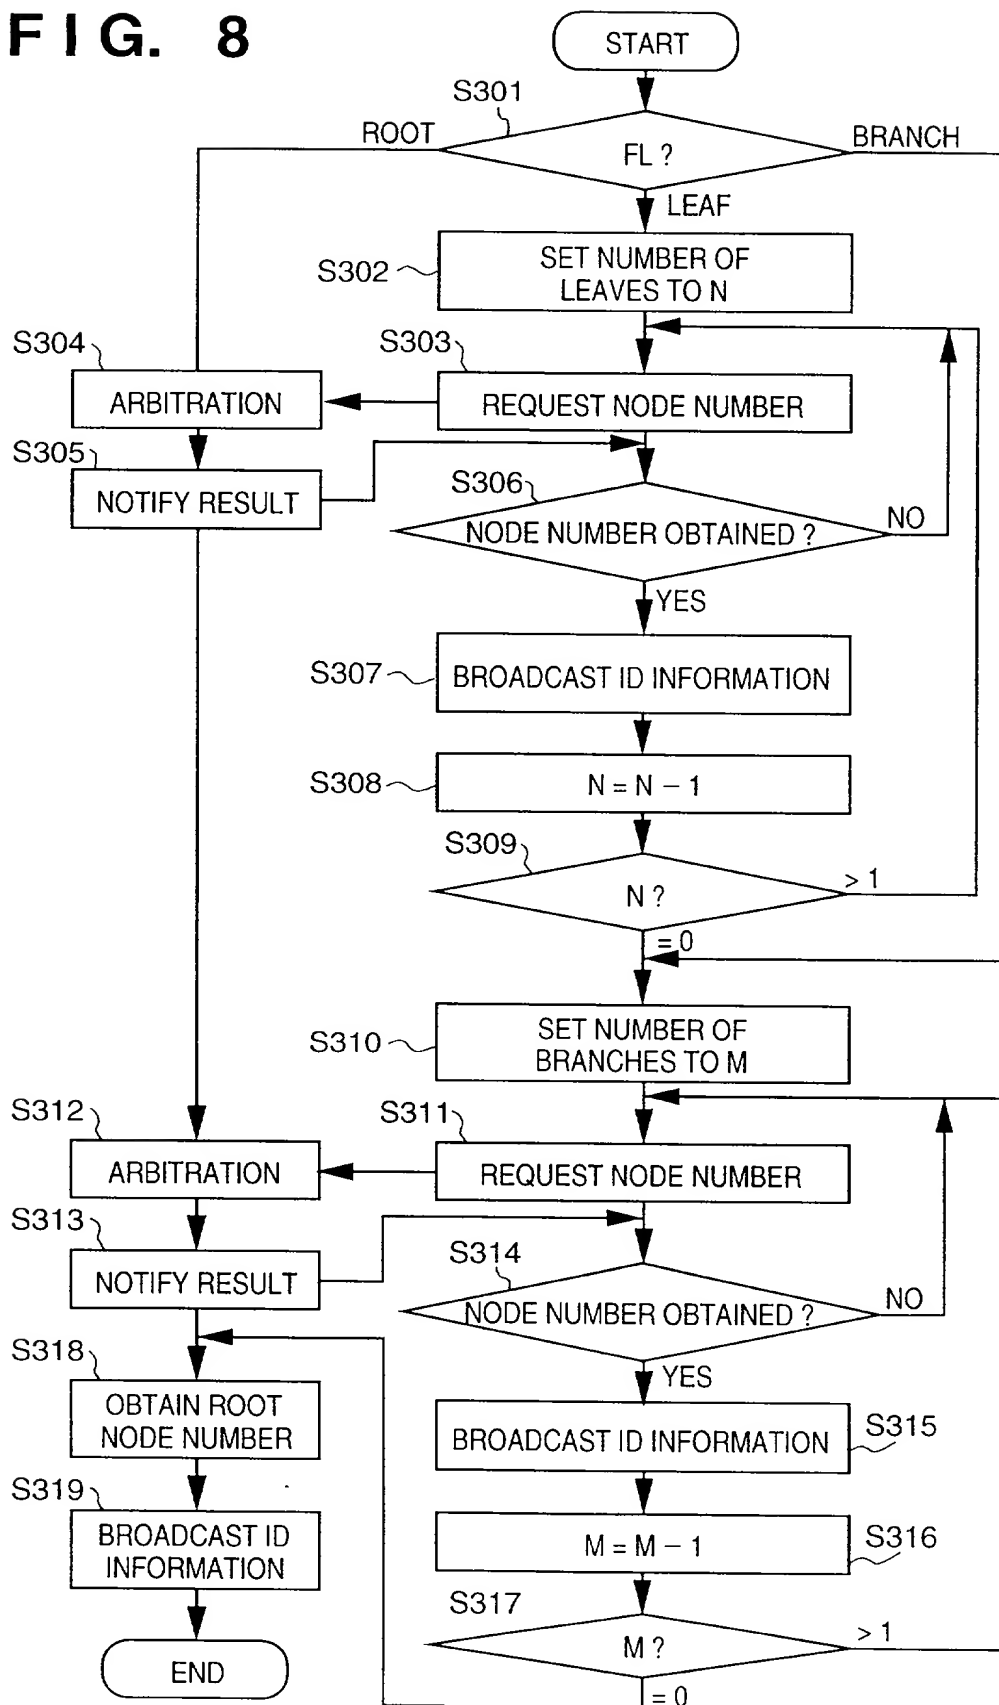 FIG. 8
START
S301
ROOT
FL ?
BRANCH
LEAF
S302
SET NUMBER OF
LEAVES TO N
S304
ARBITRATION
S303
REQUEST NODE NUMBER
S305
NOTIFY RESULT
S306
NODE NUMBER OBTAINED ?
NO
YES
S307
BROADCAST ID INFORMATION
S308
N = N − 1
S309
N ?
> 1
= 0
S310
SET NUMBER OF
BRANCHES TO M
S312
ARBITRATION
S311
REQUEST NODE NUMBER
S313
NOTIFY RESULT
S314
NODE NUMBER OBTAINED ?
NO
YES
S318
OBTAIN ROOT
NODE NUMBER
BROADCAST ID INFORMATION
S315
S319
BROADCAST ID
INFORMATION
M = M − 1
S316
S317
M ?
> 1
END
= 0